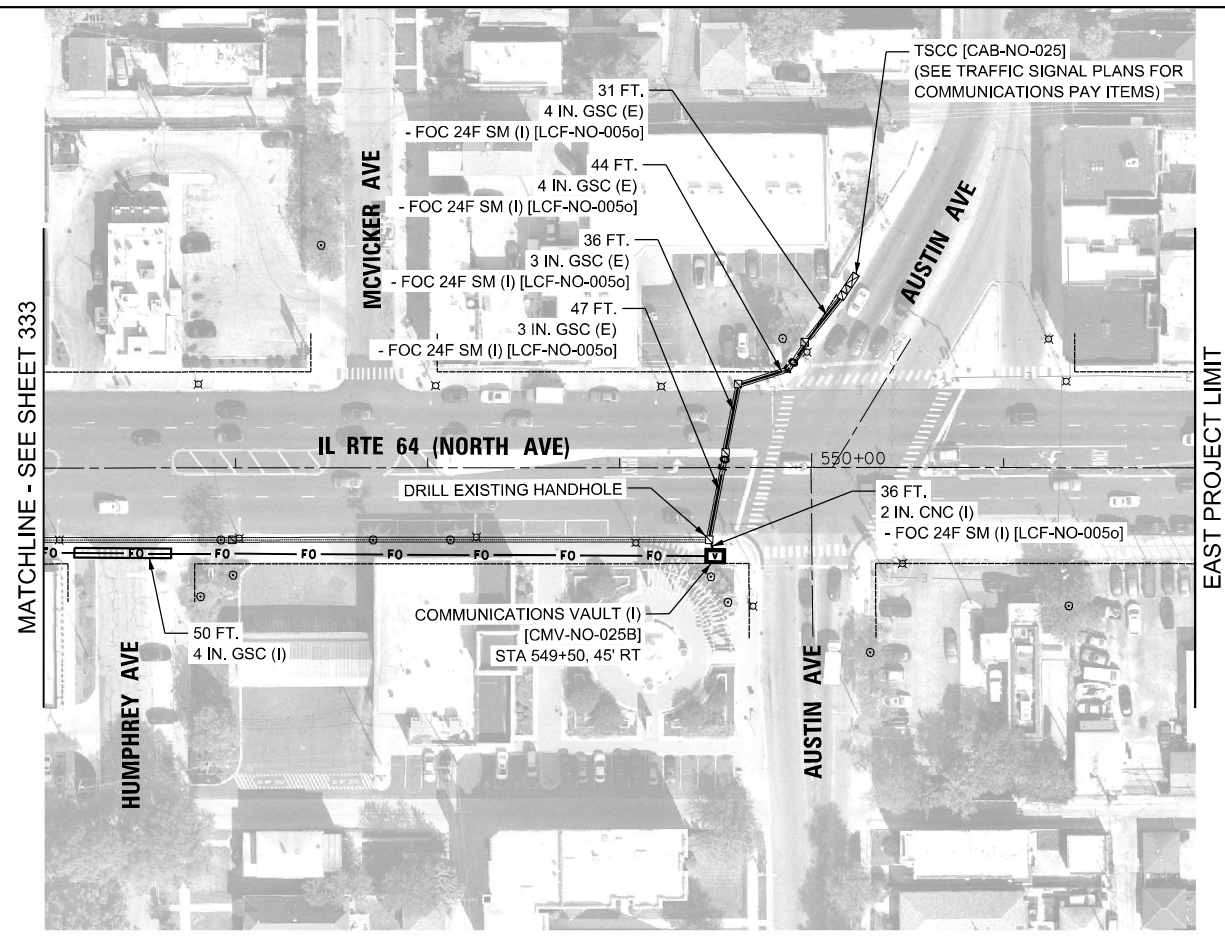 TSCC [CAB-NO-025]
(SEE TRAFFIC SIGNAL PLANS FOR
COMMUNICATIONS PAY ITEMS)
31 FT.
4 IN. GSC (E)
- FOC 24F SM (I) [LCF-NO-005o]
44 FT.
4 IN. GSC (E)
- FOC 24F SM (I) [LCF-NO-005o]
36 FT.
3 IN. GSC (E)
- FOC 24F SM (I) [LCF-NO-005o]
47 FT.
3 IN. GSC (E)
- FOC 24F SM (I) [LCF-NO-005o]
MCVICKER AVE
AUSTIN AVE
MATCHLINE - SEE SHEET 333
EAST PROJECT LIMIT
IL RTE 64 (NORTH AVE)
550+00
DRILL EXISTING HANDHOLE
36 FT.
2 IN. CNC (I)
- FOC 24F SM (I) [LCF-NO-005o]
FO FO FO FO FO FO FO FO
V
COMMUNICATIONS VAULT (I)
[CMV-NO-025B]
STA 549+50, 45' RT
50 FT.
4 IN. GSC (I)
HUMPHREY AVE
AUSTIN AVE